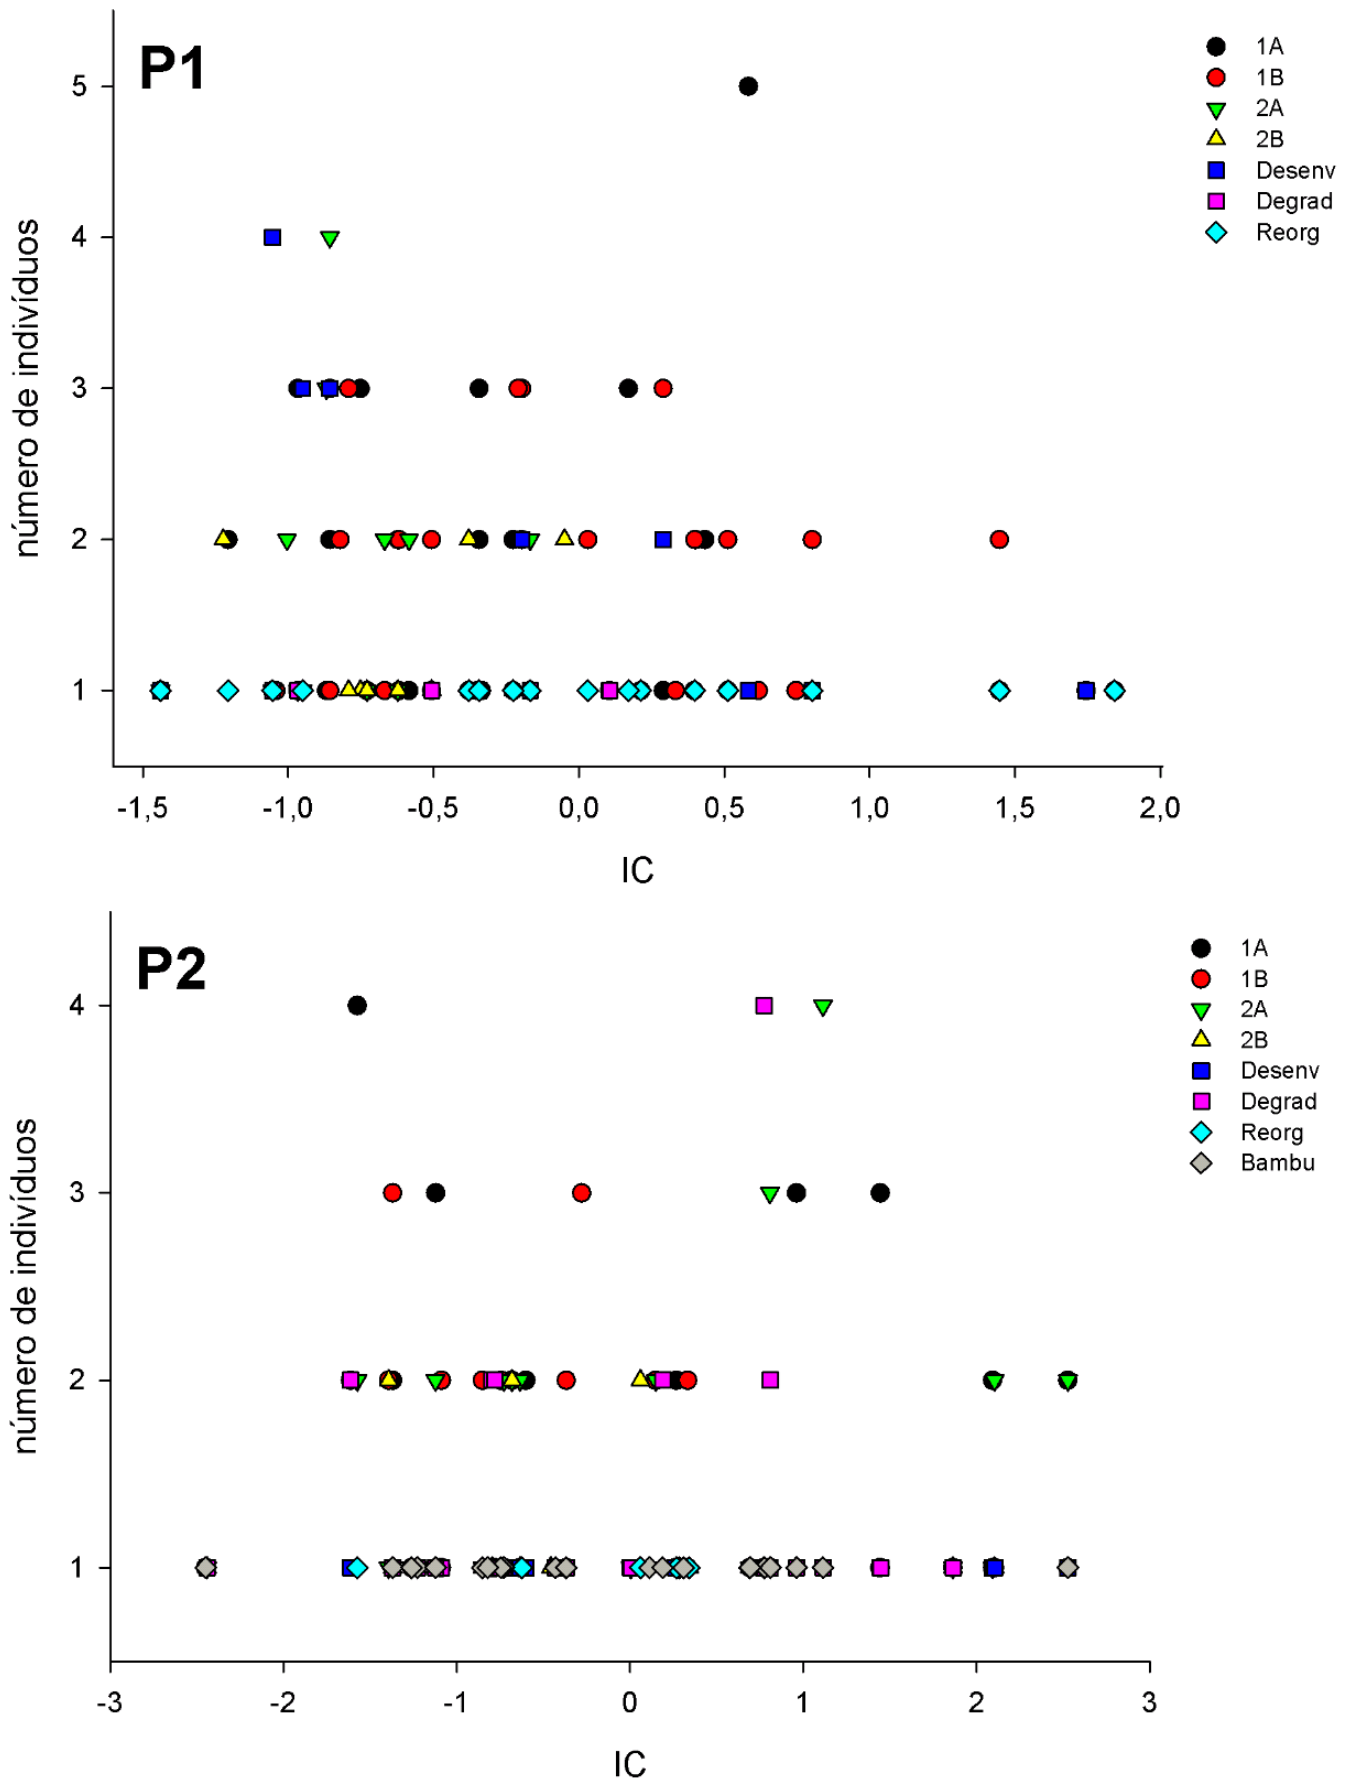 P1
1A
1B
2A
2B
Desenv
Degrad
Reorg
número de indivíduos
5
4
3
2
1
-1,5 -1,0 -0,5 0,0 0,5 1,0 1,5 2,0
IC
P2
1A
1B
2A
2B
Desenv
Degrad
Reorg
Bambu
número de indivíduos
4
3
2
1
-3 -2 -1 0 1 2 3
IC